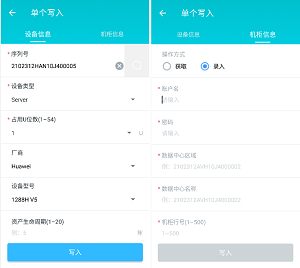 单个写入
设备信息 机柜信息
* 序列号
2102312HAN10J400005
* 设备类型
Server
* 占用U位数(1~54)
1 U
厂商
Huawei
设备型号
1288H V5
资产生命周期(1~20)
例：5 年
写入
单个写入
设备信息 机柜信息
操作方式
获取 录入
* 账户名
请输入
* 密码
请输入
* 数据中心区域
例：2102312AVH10J4000002
* 数据中心名称
例：2102312AVH10J4000002
* 机柜行号(1~500)
1~500
写入